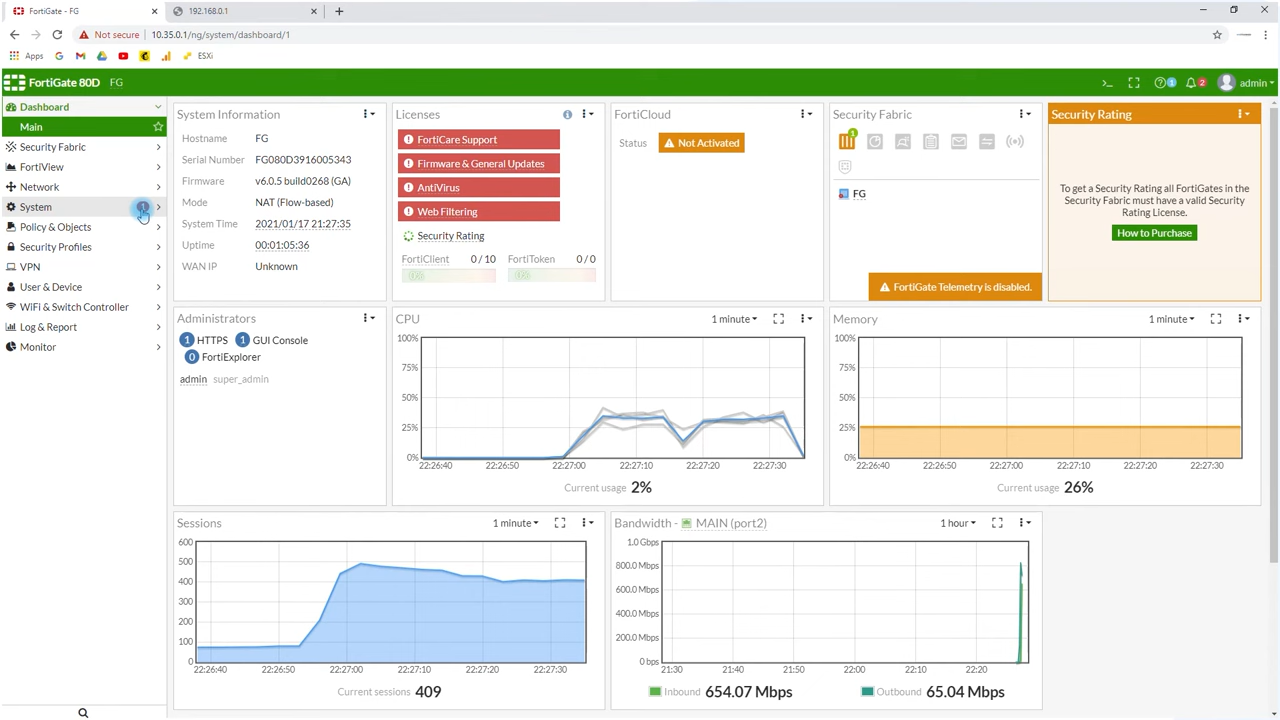 FortiGate - FG
192.168.0.1
Not secure | 10.35.0.1/ng/system/dashboard/1
Apps
ESXi
FortiGate 80D FG
1
2
admin
Dashboard
Main
Security Fabric
FortiView
Network
System 1
Policy & Objects
Security Profiles
VPN
User & Device
WiFi & Switch Controller
Log & Report
Monitor
System Information
Hostname FG
Serial Number FG080D3916005343
Firmware v6.0.5 build0268 (GA)
Mode NAT (Flow-based)
System Time 2021/01/17 21:27:35
Uptime 00:01:05:36
WAN IP Unknown
Licenses
FortiCare Support
Firmware & General Updates
AntiVirus
Web Filtering
Security Rating
FortiClient 0 / 10 FortiToken 0 / 0
0% 0%
FortiCloud
Status Not Activated
Security Fabric
1
FG
FortiGate Telemetry is disabled.
Security Rating
To get a Security Rating all FortiGates in the
Security Fabric must have a valid Security
Rating License.
How to Purchase
Administrators
1 HTTPS 1 GUI Console
0 FortiExplorer
admin super_admin
CPU 1 minute
100%
75%
50%
25%
0%
22:26:40 22:26:50 22:27:00 22:27:10 22:27:20 22:27:30
Current usage 2%
Memory 1 minute
100%
75%
50%
25%
0%
22:26:40 22:26:50 22:27:00 22:27:10 22:27:20 22:27:30
Current usage 26%
Sessions 1 minute
600
500
400
300
200
100
0
22:26:40 22:26:50 22:27:00 22:27:10 22:27:20 22:27:30
Current sessions 409
Bandwidth - MAIN (port2) 1 hour
1.0 Gbps
800.0 Mbps
600.0 Mbps
400.0 Mbps
200.0 Mbps
0 bps
21:30 21:40 21:50 22:00 22:10 22:20
Inbound 654.07 Mbps Outbound 65.04 Mbps